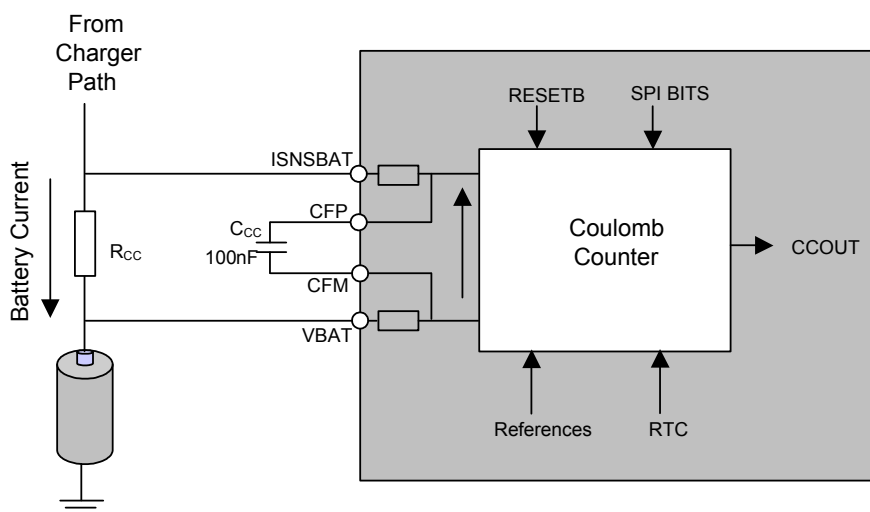 From
Charger
Path
RESETB
SPI BITS
ISNSBAT
CFP
CCC
100nF
RCC
Battery Current
Coulomb
Counter
CCOUT
CFM
VBAT
References
RTC